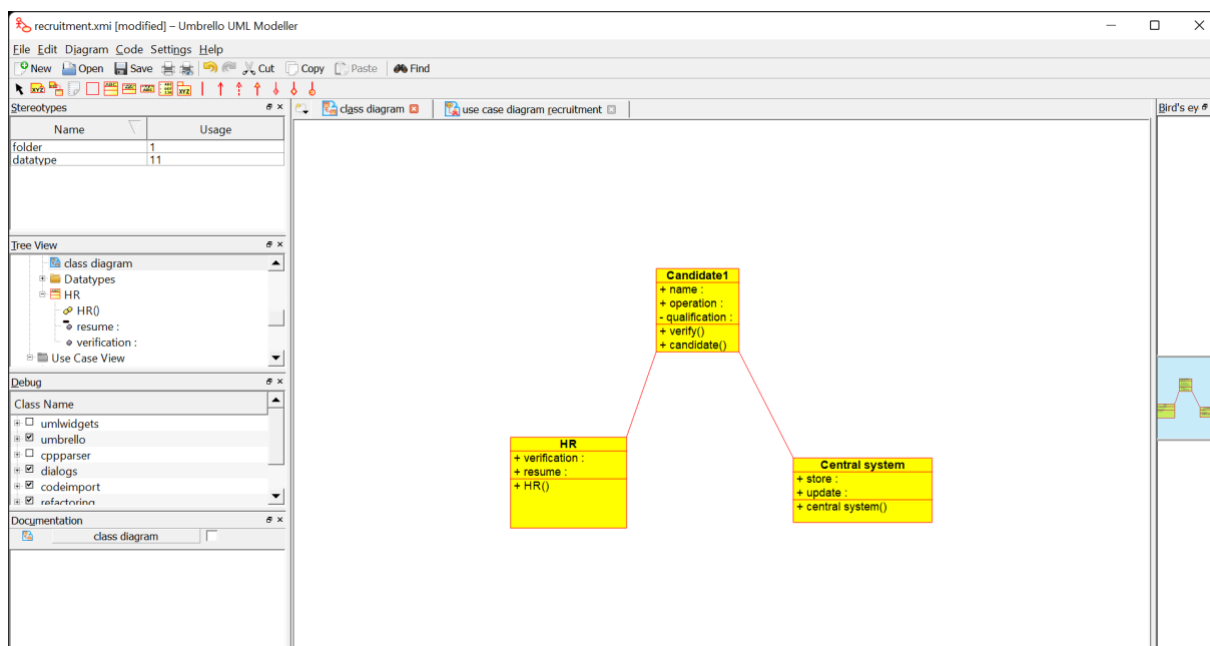 recruitment.xmi [modified] – Umbrello UML Modeller
File Edit Diagram Code Settings Help
New Open Save Cut Copy Paste Find
Stereotypes
Name Usage
folder 1
datatype 11
Tree View
class diagram
Datatypes
HR
HR()
resume :
verification :
Use Case View
Debug
Class Name
umlwidgets
umbrello
cppparser
dialogs
codeimport
refactoring
Documentation
class diagram
class diagram use case diagram recruitment
Candidate1
+ name :
+ operation :
- qualification :
+ verify()
+ candidate()
HR
+ verification :
+ resume :
+ HR()
Central system
+ store :
+ update :
+ central system()
Bird's ey